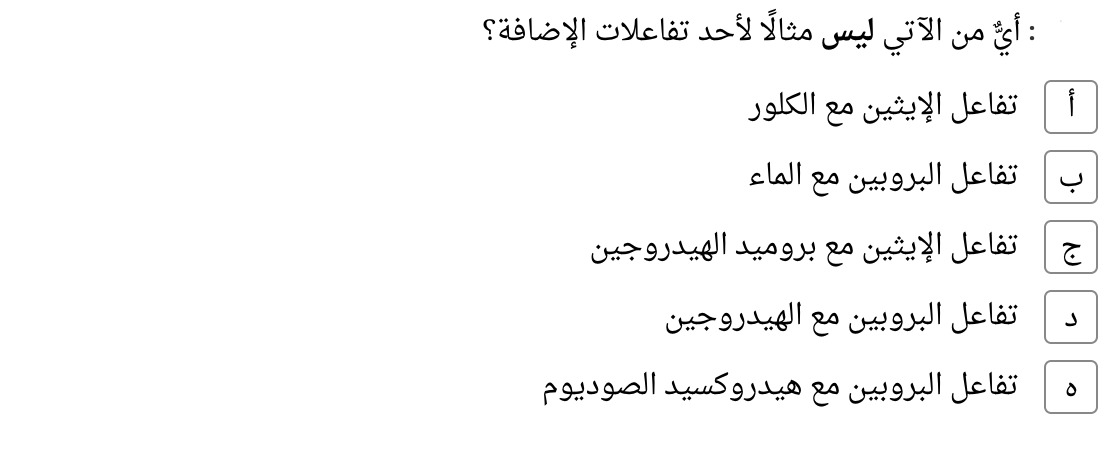 : أيٌّ من الآتي ليس مثالًا لأحد تفاعلات الإضافة؟
أ تفاعل الإيثين مع الكلور
ب تفاعل البروبين مع الماء
ج تفاعل الإيثين مع بروميد الهيدروجين
د تفاعل البروبين مع الهيدروجين
ه تفاعل البروبين مع هيدروكسيد الصوديوم